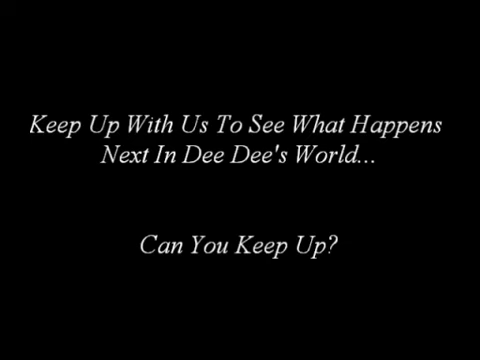 Keep Up With Us To See What Happens
Next In Dee Dee's World...
Can You Keep Up?